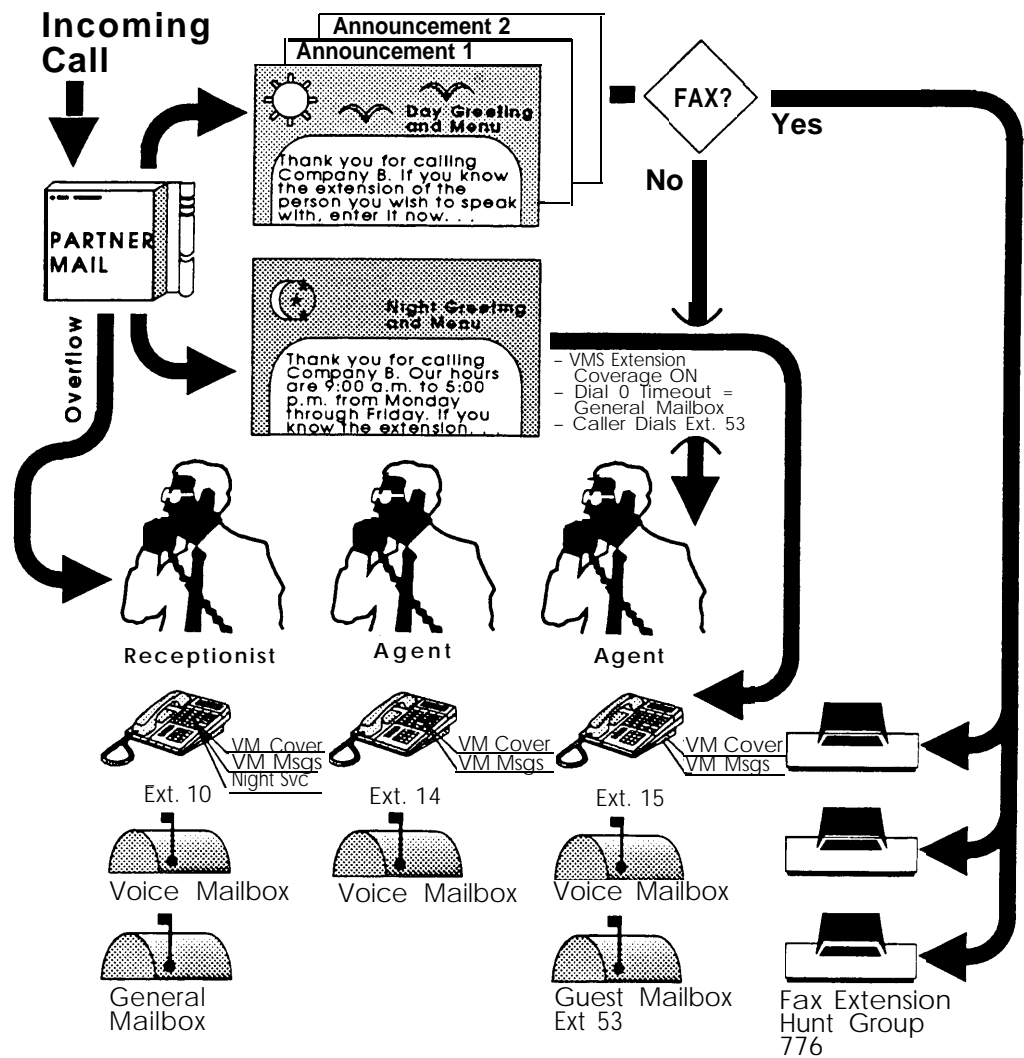 Incoming
Call
Announcement 2
Announcement 1
Day Greeting
and Menu
Thank you for calling
Company B. If you know
the extension of the
person you wish to speak
with, enter it now. . .
FAX?
Yes
No
PARTNER
MAIL
Overflow
Night Greeting
and Menu
Thank you for calling
Company B. Our hours
are 9:00 a.m. to 5:00
p.m. from Monday
through Friday. If you
know the extension. . .
– VMS Extension
Coverage ON
– Dial 0 Timeout =
General Mailbox
– Caller Dials Ext. 53
Receptionist
Agent
Agent
VM Cover
VM Msgs
Night Svc
VM Cover
VM Msgs
VM Cover
VM Msgs
Ext. 10
Ext. 14
Ext. 15
Voice Mailbox
Voice Mailbox
Voice Mailbox
General
Mailbox
Guest Mailbox
Ext 53
Fax Extension
Hunt Group
776